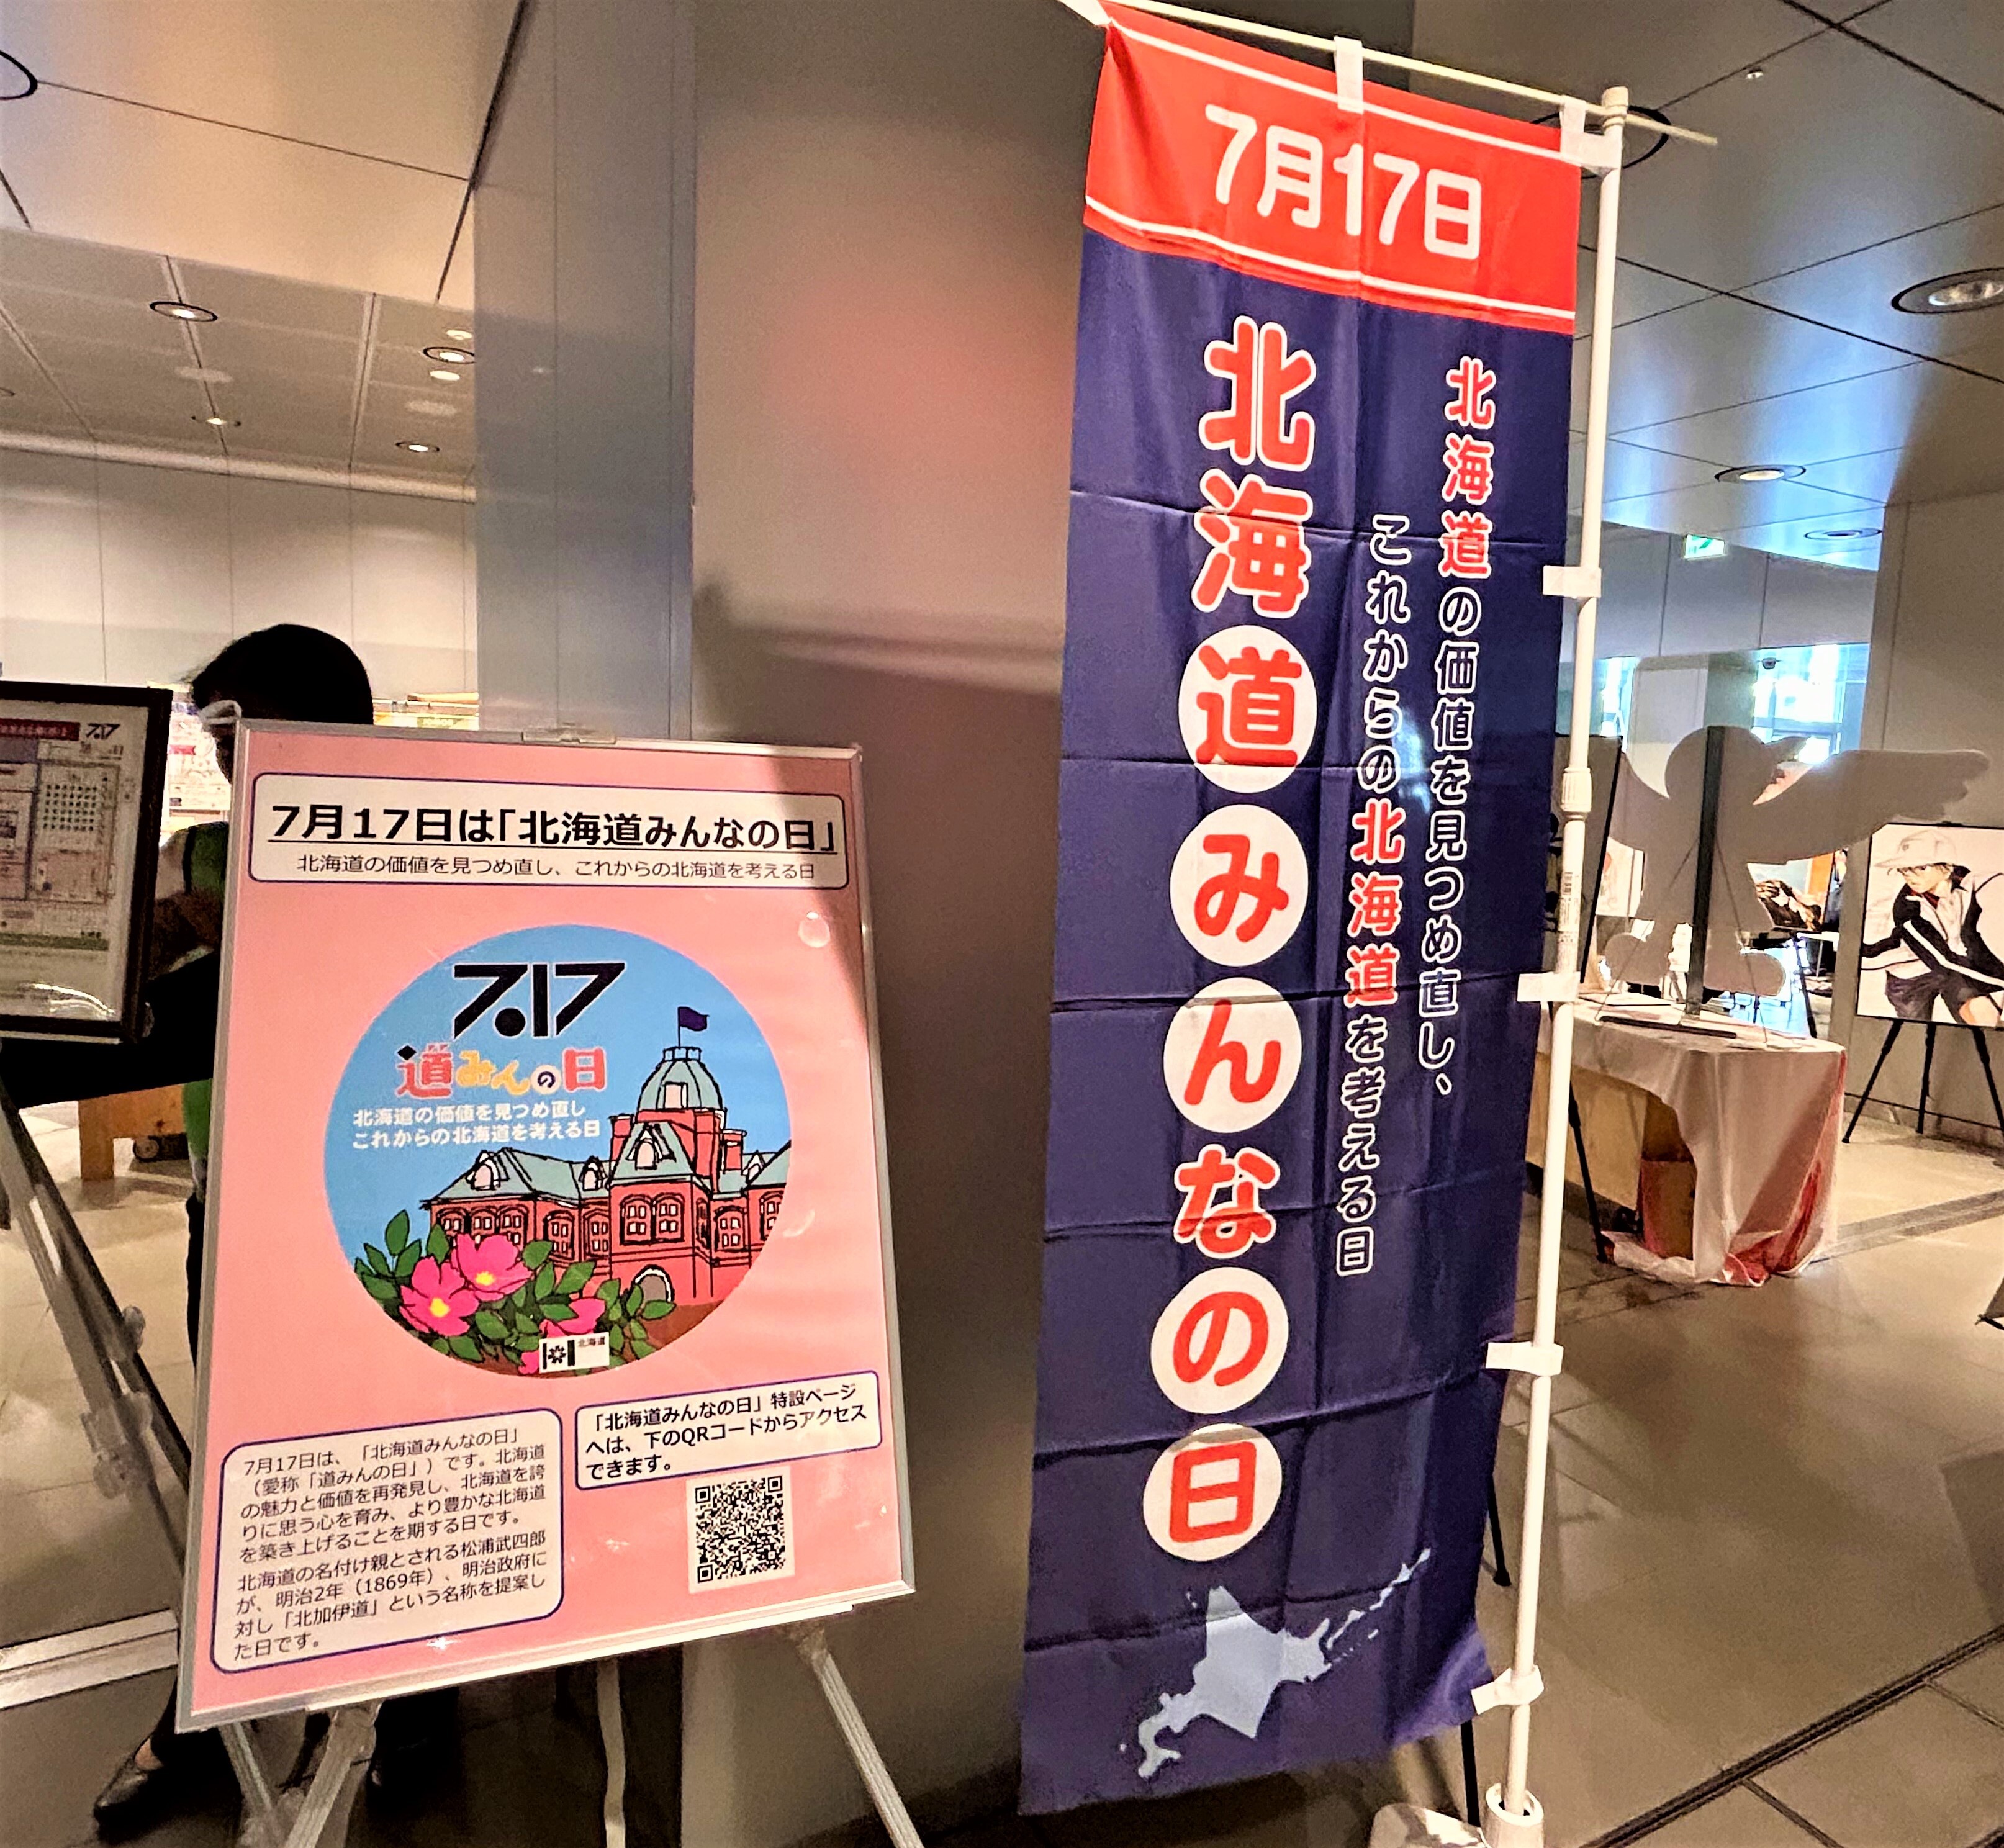 7月17日は「北海道みんなの日」
北海道の価値を見つめ直し、これからの北海道を考える日
7.17
道みんの日
北海道の価値を見つめ直し
これからの北海道を考える日
北海道
7月17日は、「北海道みんなの日」
（愛称「道みんの日」）です。北海道
の魅力と価値を再発見し、北海道を誇
りに思う心を育み、より豊かな北海道
を築き上げることを期する日です。
北海道の名付け親とされる松浦武四郎
が、明治2年（1869年）、明治政府に
対し「北加伊道」という名称を提案し
た日です。
「北海道みんなの日」特設ページ
へは、下のQRコードからアクセス
できます。
7月17日
北海道の価値を見つめ直し、
これからの北海道を考える日
北海道みんなの日
7.17